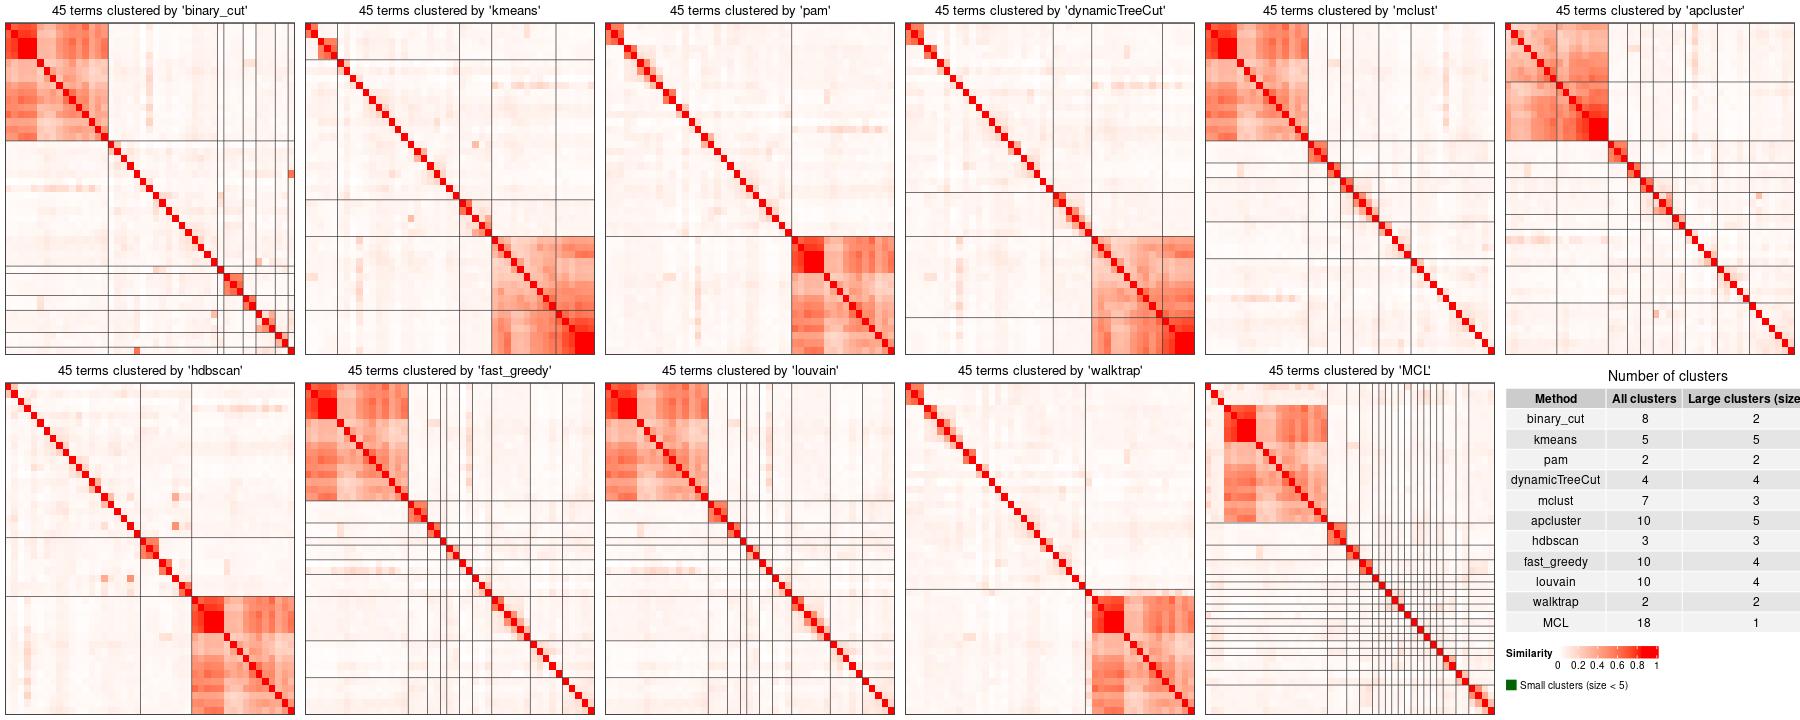 45 terms clustered by 'binary_cut'
45 terms clustered by 'kmeans'
45 terms clustered by 'pam'
45 terms clustered by 'dynamicTreeCut'
45 terms clustered by 'mclust'
45 terms clustered by 'apcluster'
45 terms clustered by 'hdbscan'
45 terms clustered by 'fast_greedy'
45 terms clustered by 'louvain'
45 terms clustered by 'walktrap'
45 terms clustered by 'MCL'
Number of clusters
Method All clusters Large clusters (size
binary_cut 8 2
kmeans 5 5
pam 2 2
dynamicTreeCut 4 4
mclust 7 3
apcluster 10 5
hdbscan 3 3
fast_greedy 10 4
louvain 10 4
walktrap 2 2
MCL 18 1
Similarity
0 0.2 0.4 0.6 0.8 1
Small clusters (size < 5)